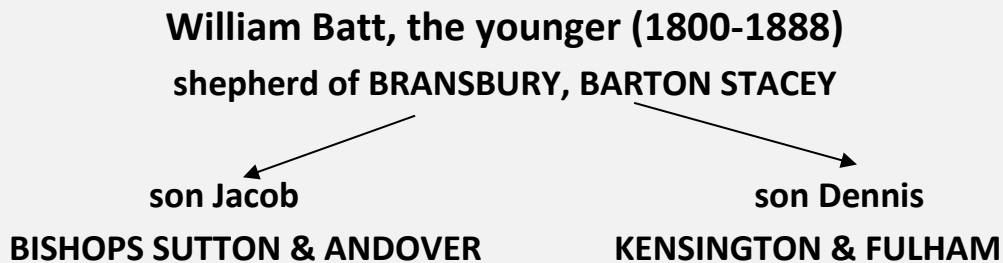 William Batt, the younger (1800-1888)
shepherd of BRANSBURY, BARTON STACEY
son Jacob
BISHOPS SUTTON & ANDOVER
son Dennis
KENSINGTON & FULHAM